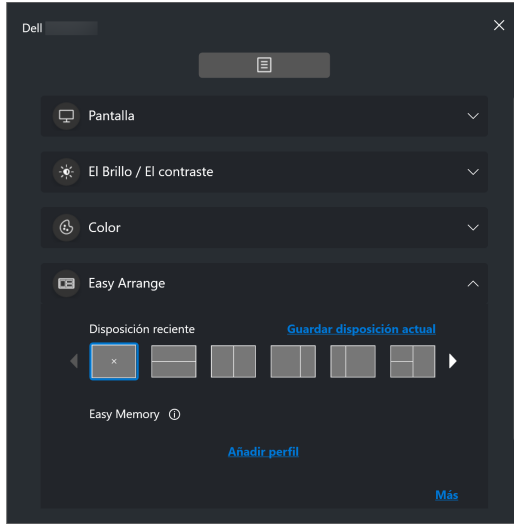 Dell
Pantalla
El Brillo / El contraste
Color
Easy Arrange
Disposición reciente
Guardar disposición actual
Easy Memory
Añadir perfil
Más